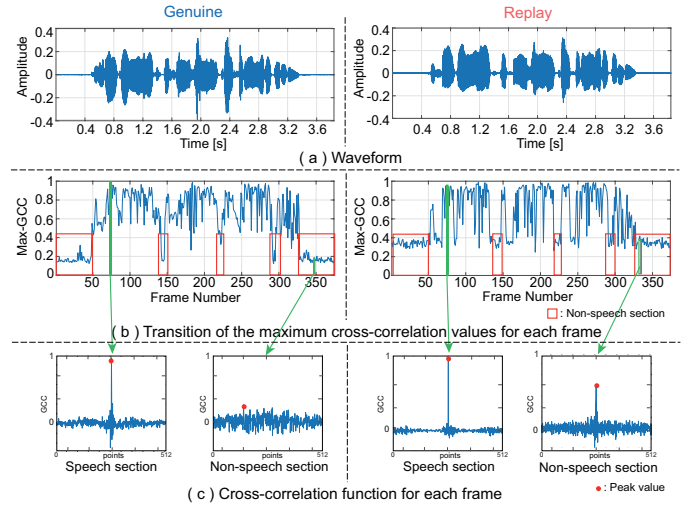 Genuine
Replay
Amplitude
0.4
0.2
0
-0.2
-0.4
0.4 0.8 1.2 1.6 2.0 2.4 2.8 3.2 3.6
Time [s]
Amplitude
0.4
0.2
0
-0.2
-0.4
0.4 0.8 1.2 1.6 2.0 2.4 2.8 3.2 3.6
Time [s]
( a ) Waveform
Max-GCC
1
0.8
0.6
0.4
0.2
0
50 100 150 200 250 300 350
Frame Number
Max-GCC
1
0.8
0.6
0.4
0.2
0
50 100 150 200 250 300 350
Frame Number
: Non-speech section
( b ) Transition of the maximum cross-correlation values for each frame
GCC
0
0 points 512
Speech section
GCC
0
0 points 512
Non-speech section
GCC
0
0 points 512
Speech section
GCC
0
0 points 512
Non-speech section
: Peak value
( c ) Cross-correlation function for each frame